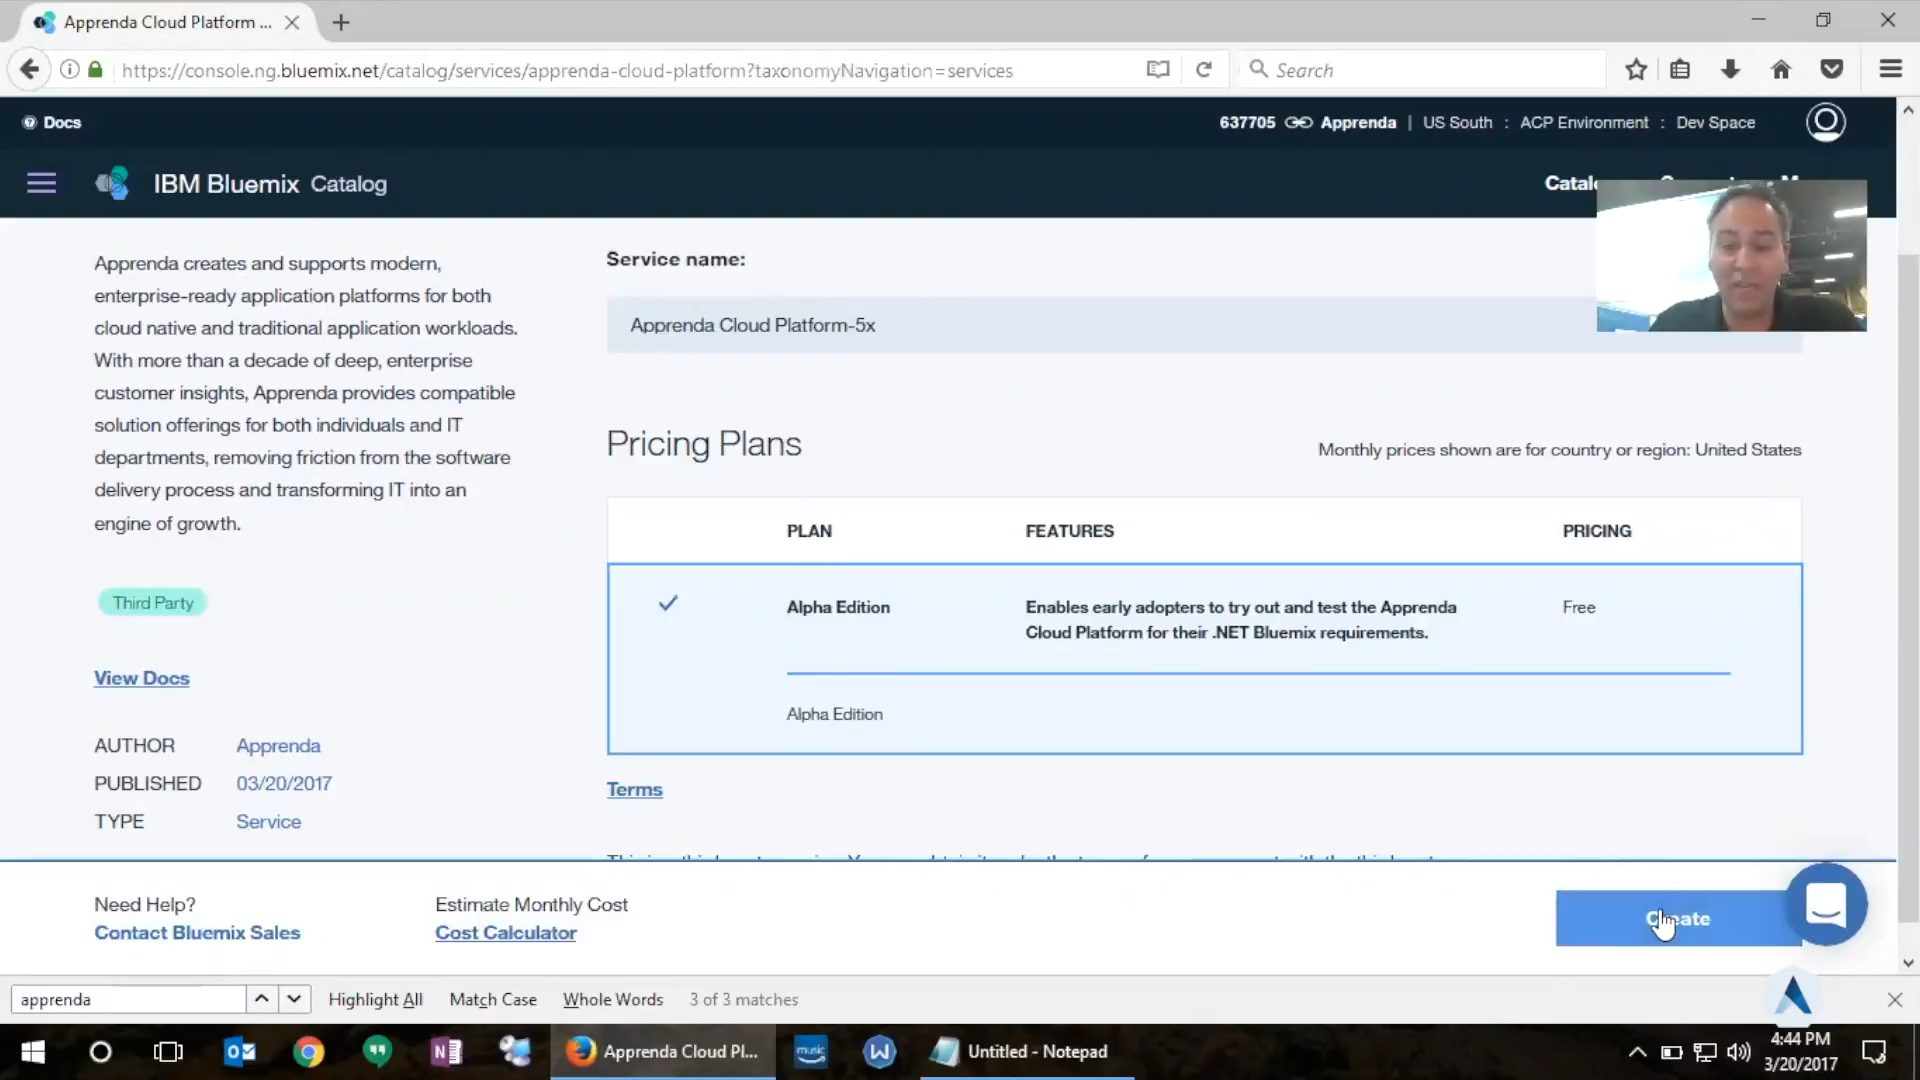 Apprenda Cloud Platform ...
https://console.ng.bluemix.net/catalog/services/apprenda-cloud-platform?taxonomyNavigation=services
Search
Docs
637705 Apprenda | US South : ACP Environment : Dev Space
IBM Bluemix Catalog
Apprenda creates and supports modern,
enterprise-ready application platforms for both
cloud native and traditional application workloads.
With more than a decade of deep, enterprise
customer insights, Apprenda provides compatible
solution offerings for both individuals and IT
departments, removing friction from the software
delivery process and transforming IT into an
engine of growth.
Third Party
View Docs
AUTHOR Apprenda
PUBLISHED 03/20/2017
TYPE Service
Service name:
Apprenda Cloud Platform-5x
Pricing Plans
Monthly prices shown are for country or region: United States
PLAN FEATURES PRICING
Alpha Edition
Enables early adopters to try out and test the Apprenda
Cloud Platform for their .NET Bluemix requirements.
Free
Alpha Edition
Terms
Need Help?
Contact Bluemix Sales
Estimate Monthly Cost
Cost Calculator
Create
apprenda
Highlight All Match Case Whole Words 3 of 3 matches
Apprenda Cloud Pl...
music
Untitled - Notepad
4:44 PM
3/20/2017